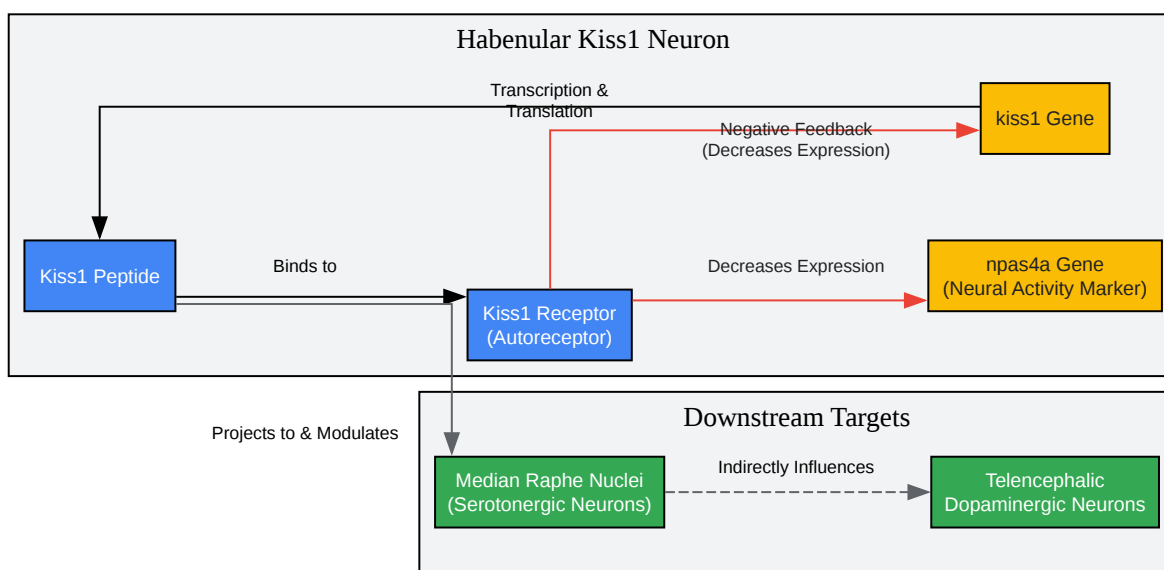 Habenular Kiss1 Neuron
Transcription &
Translation
kiss1 Gene
Negative Feedback
(Decreases Expression)
Kiss1 Peptide
Binds to
Kiss1 Receptor
(Autoreceptor)
Decreases Expression
npas4a Gene
(Neural Activity Marker)
Downstream Targets
Projects to & Modulates
Median Raphe Nuclei
(Serotonergic Neurons)
Indirectly Influences
Telencephalic
Dopaminergic Neurons